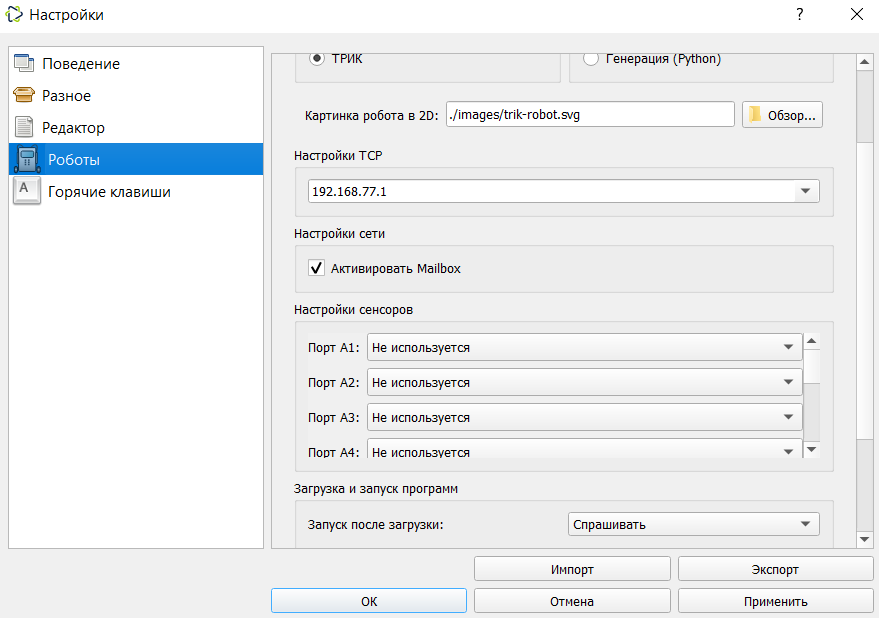 Настройки
?
Поведение
Разное
Редактор
Роботы
A Горячие клавиши
ТРИК
Генерация (Python)
Картинка робота в 2D: ./images/trik-robot.svg Обзор...
Настройки TCP
192.168.77.1
Настройки сети
Активировать Mailbox
Настройки сенсоров
Порт A1: Не используется
Порт A2: Не используется
Порт A3: Не используется
Порт A4: Не используется
Загрузка и запуск программ
Запуск после загрузки: Спрашивать
Импорт Экспорт
OK Отмена Применить